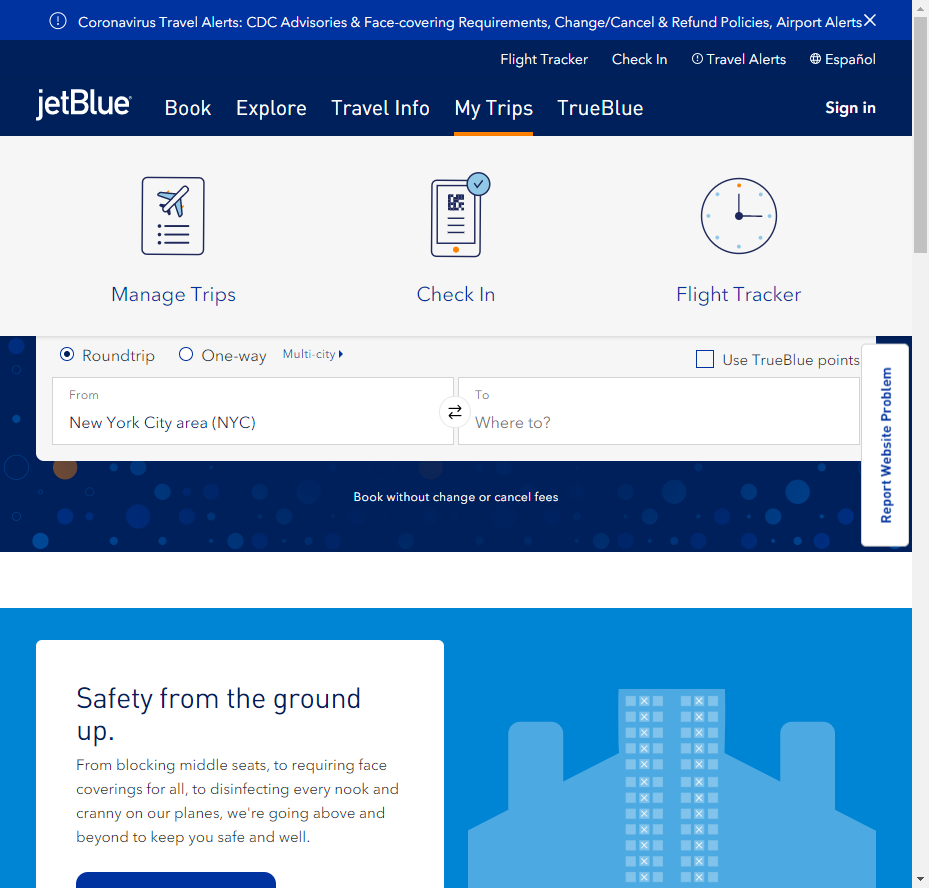 Coronavirus Travel Alerts: CDC Advisories & Face-covering Requirements, Change/Cancel & Refund Policies, Airport Alerts
Flight Tracker
Check In
Travel Alerts
Español
jetBlue
Book
Explore
Travel Info
My Trips
TrueBlue
Sign in
Manage Trips
Check In
Flight Tracker
Roundtrip
One-way
Multi-city
Use TrueBlue points
From
New York City area (NYC)
To
Where to?
Report Website Problem
Book without change or cancel fees
Safety from the ground
up.
From blocking middle seats, to requiring face
coverings for all, to disinfecting every nook and
cranny on our planes, we're going above and
beyond to keep you safe and well.